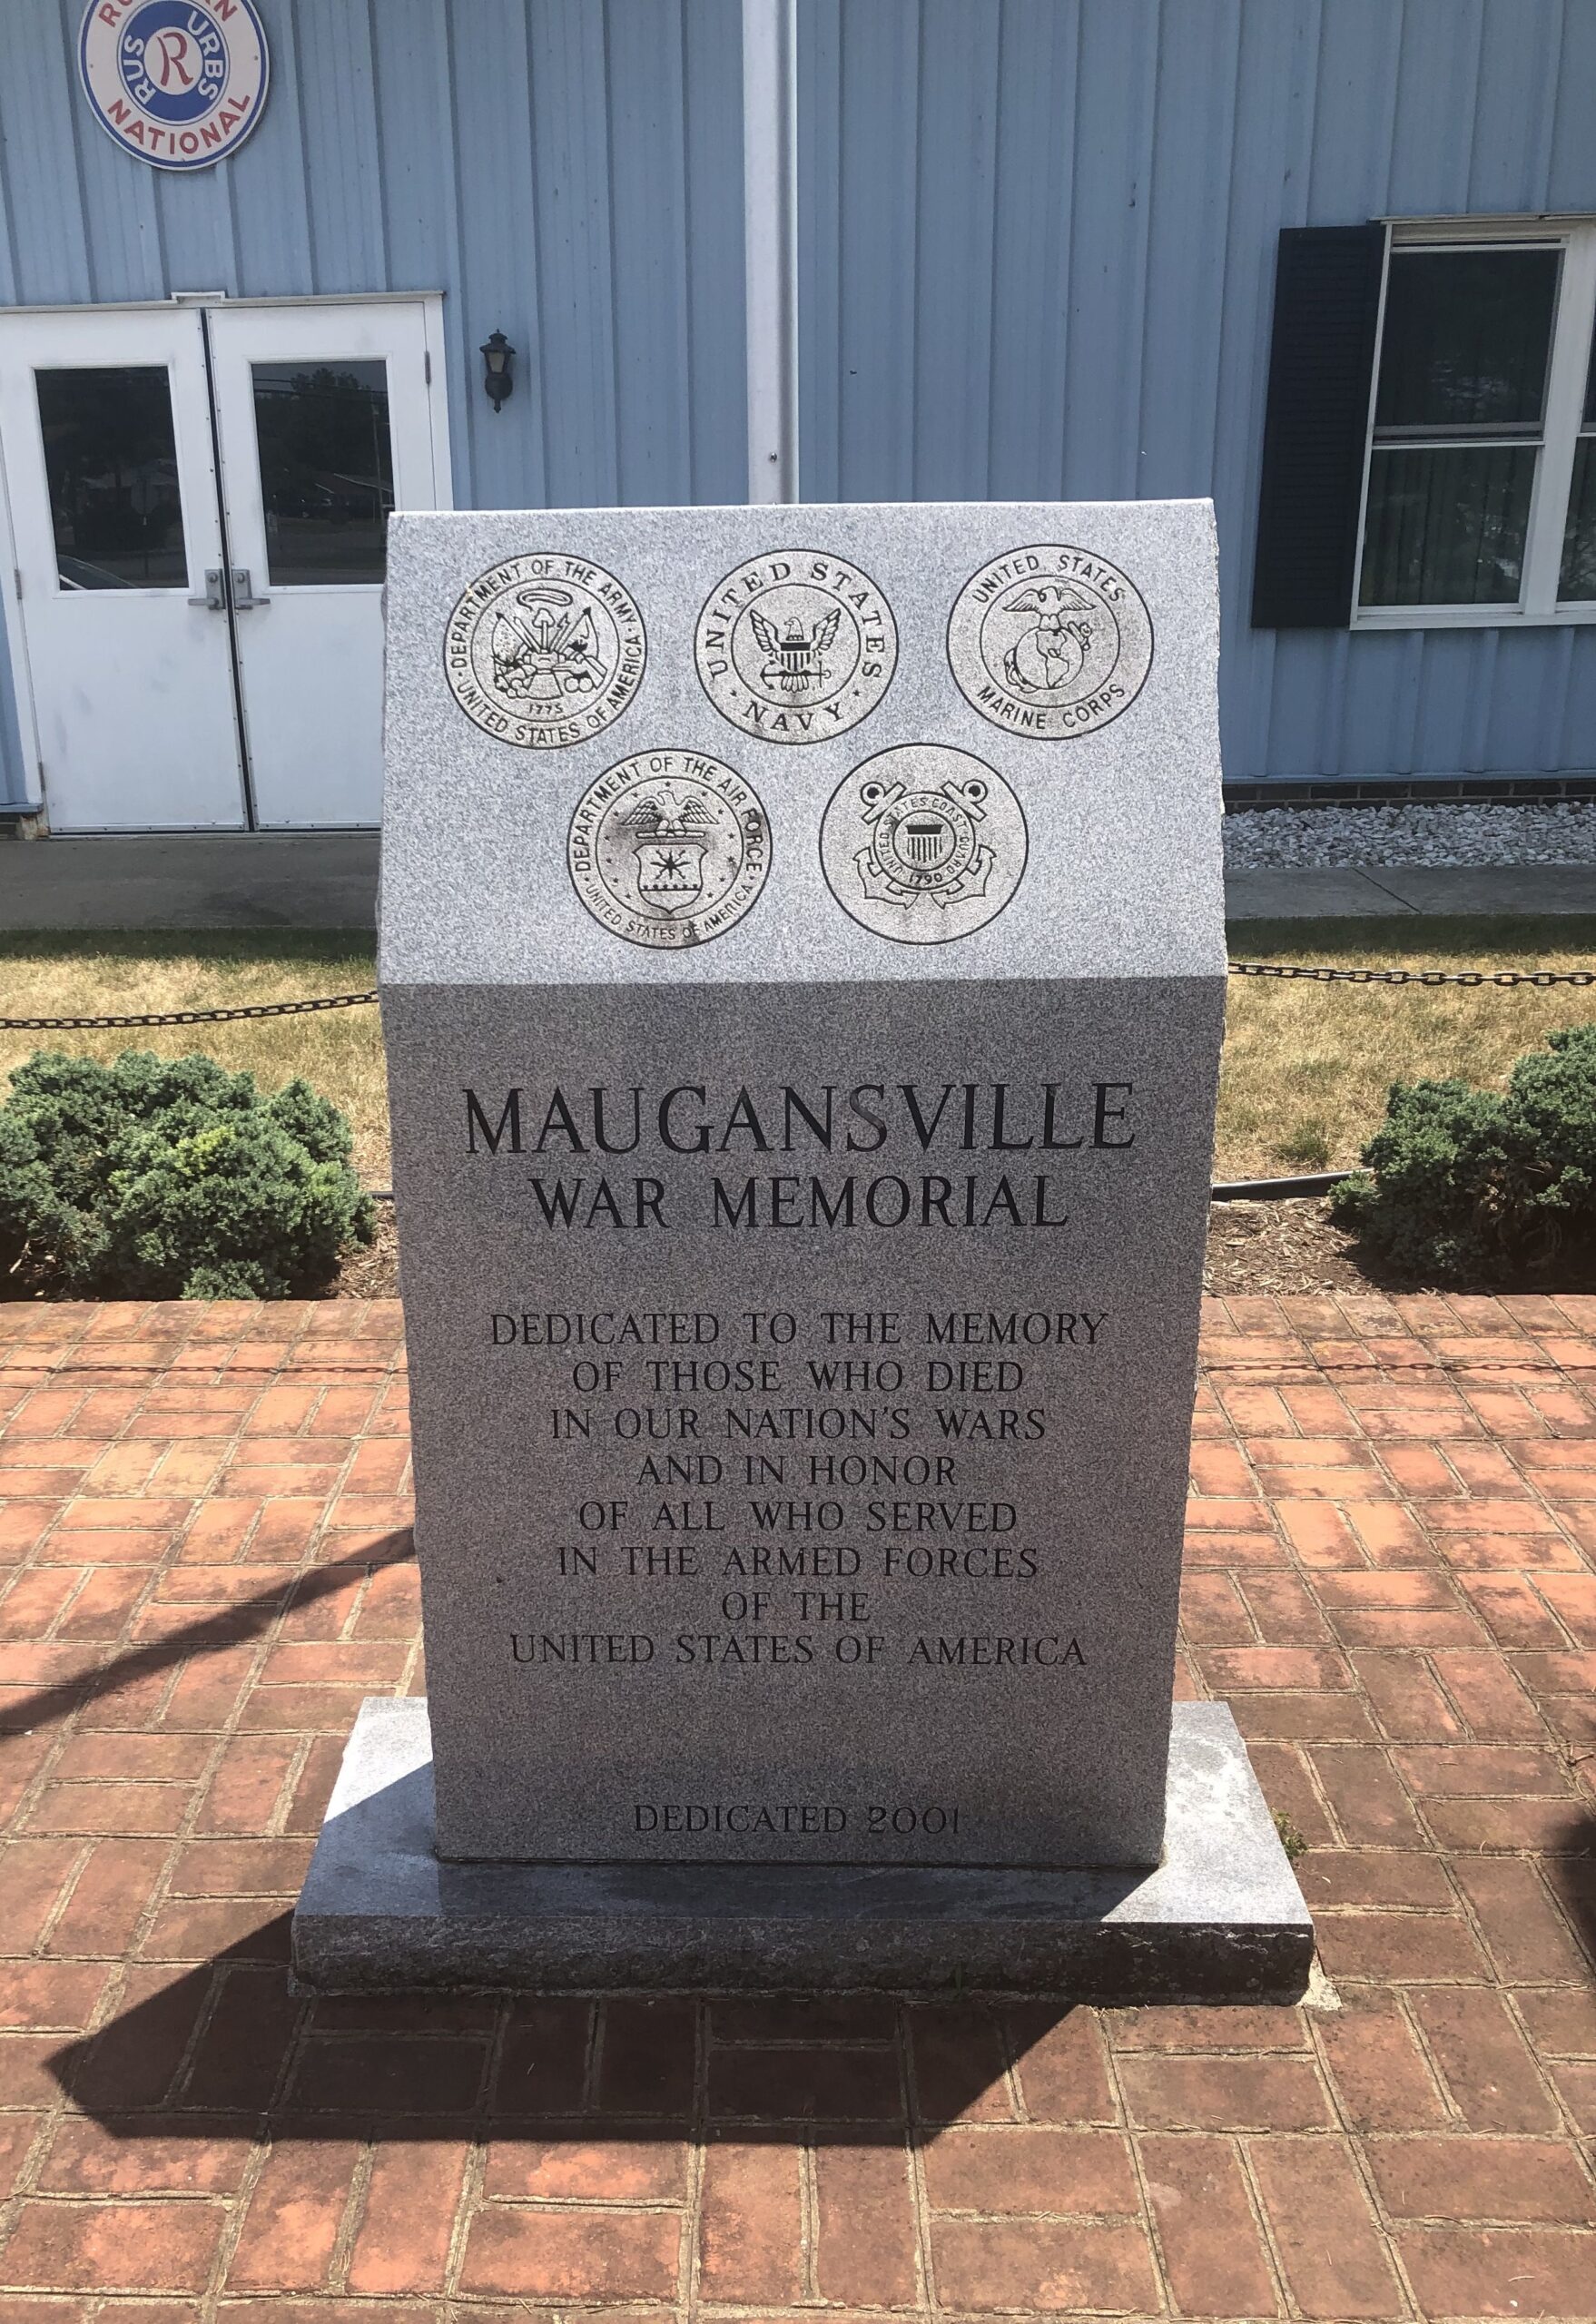 RUS
R
URBS
NATIONAL
DEPARTMENT OF THE ARMY
1775
UNITED STATES OF AMERICA
UNITED STATES
NAVY
UNITED STATES
MARINE CORPS
DEPARTMENT OF THE AIR FORCE
UNITED STATES OF AMERICA
UNITED STATES COAST GUARD
1790
MAUGANSVILLE
WAR MEMORIAL
DEDICATED TO THE MEMORY
OF THOSE WHO DIED
IN OUR NATION'S WARS
AND IN HONOR
OF ALL WHO SERVED
IN THE ARMED FORCES
OF THE
UNITED STATES OF AMERICA
DEDICATED 2001